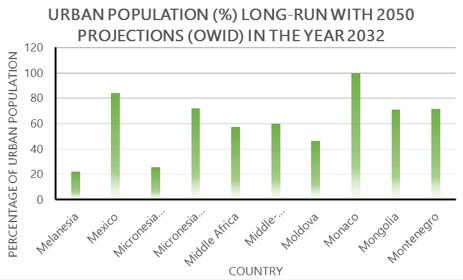 URBAN POPULATION (%) LONG-RUN WITH 2050
PROJECTIONS (OWID) IN THE YEAR 2032
PERCENTAGE OF URBAN POPULATION
120
100
80
60
40
20
0
Melanesia
Mexico
Micronesia…
Micronesia…
Middle Africa
Middle-…
Moldova
Monaco
Mongolia
Montenegro
COUNTRY